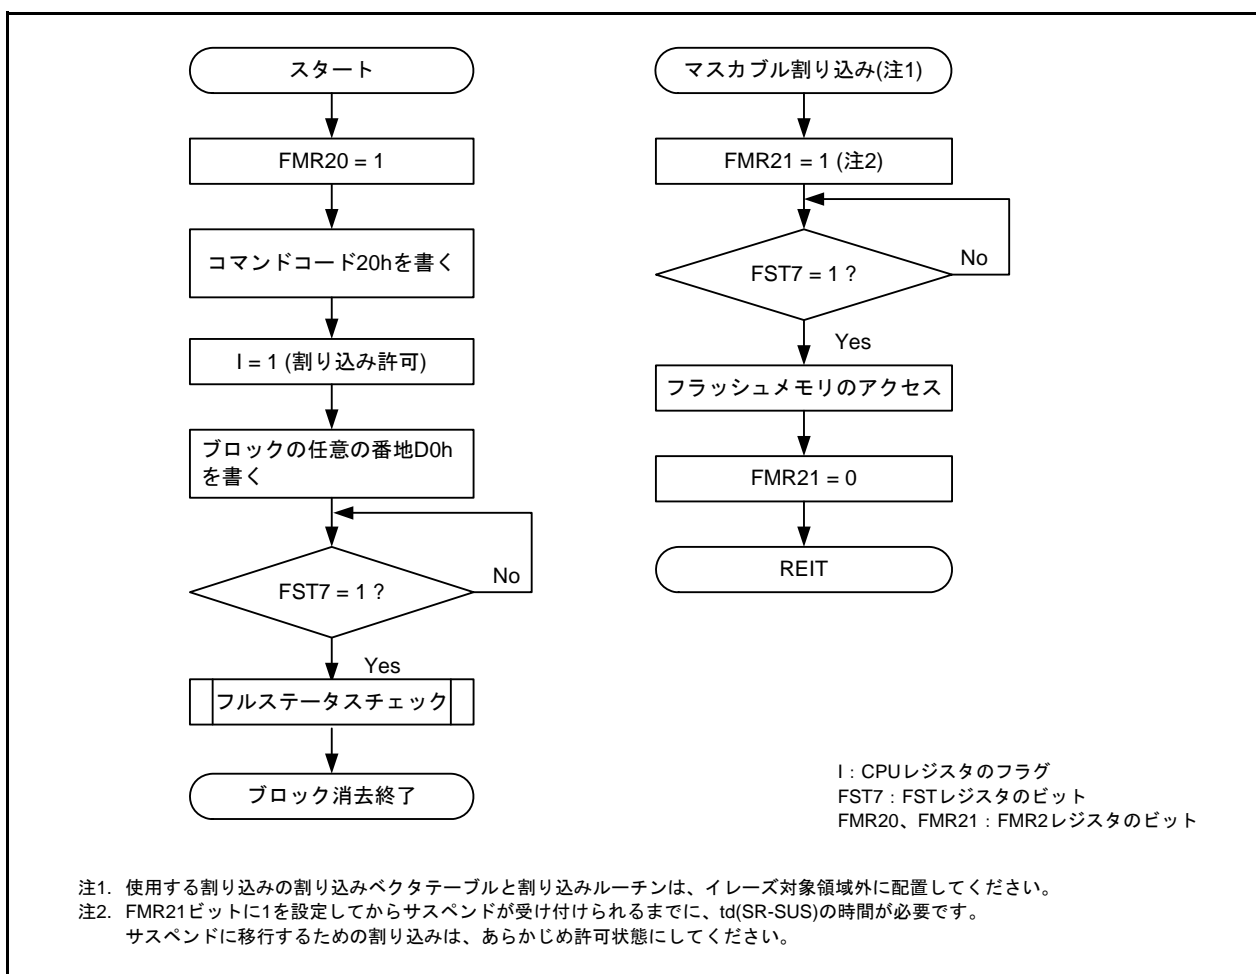 スタート
FMR20 = 1
コマンドコード20hを書く
I = 1 (割り込み許可)
ブロックの任意の番地D0h
を書く
FST7 = 1 ?
No
Yes
フルステータスチェック
ブロック消去終了
マスカブル割り込み(注1)
FMR21 = 1 (注2)
FST7 = 1 ?
No
Yes
フラッシュメモリのアクセス
FMR21 = 0
REIT
I：CPUレジスタのフラグ
FST7：FSTレジスタのビット
FMR20、FMR21：FMR2レジスタのビット
注1. 使用する割り込みの割り込みベクタテーブルと割り込みルーチンは、イレーズ対象領域外に配置してください。
注2. FMR21ビットに1を設定してからサスペンドが受け付けられるまでに、td(SR-SUS)の時間が必要です。
サスペンドに移行するための割り込みは、あらかじめ許可状態にしてください。